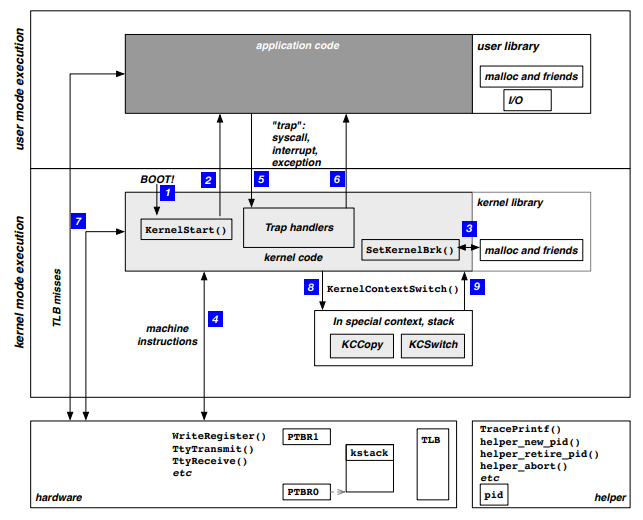 user mode execution
application code
user library
malloc and friends
I/O
"trap":
syscall,
interrupt,
exception
BOOT!
1
2
5
6
kernel mode execution
kernel library
KernelStart()
Trap handlers
3
7
SetKernelBrk()
malloc and friends
kernel code
TLB misses
8
KernelContextSwitch()
9
machine
instructions
4
In special context, stack
KCCopy
KCSwitch
WriteRegister()
TtyTransmit()
TtyReceive()
etc
PTBR1
kstack
TLB
PTBR0
hardware
TracePrintf()
helper_new_pid()
helper_retire_pid()
helper_abort()
etc
pid
helper